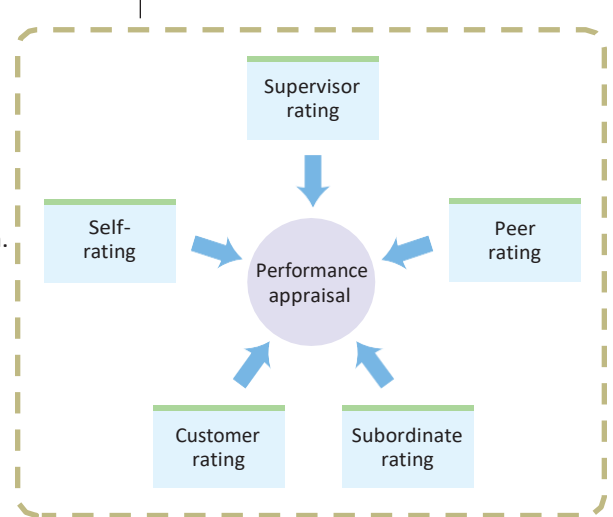 Supervisor
rating
Self-
rating
Peer
rating
Performance
appraisal
Customer
rating
Subordinate
rating